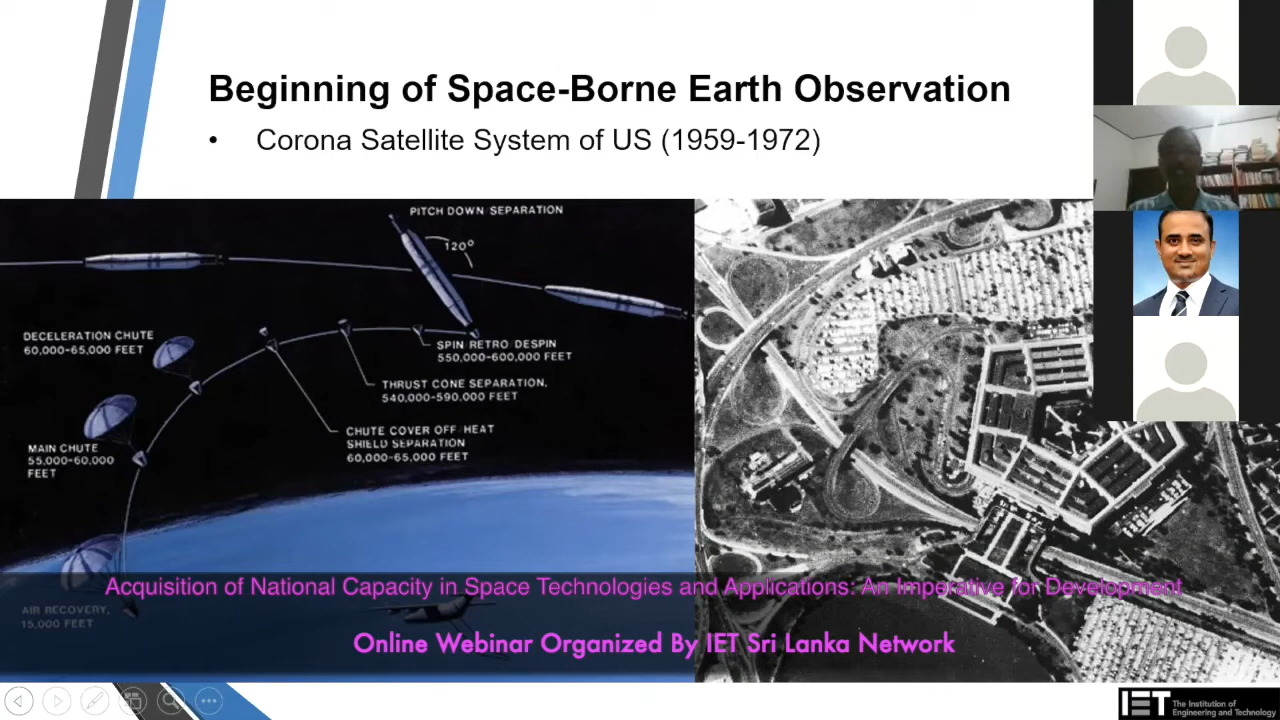 Beginning of Space-Borne Earth Observation
• Corona Satellite System of US (1959-1972)
PITCH DOWN SEPARATION
120°
DECELERATION CHUTE
60,000-65,000 FEET
SPIN RETRO DESPIN
550,000-600,000 FEET
THRUST CONE SEPARATION,
540,000-590,000 FEET
CHUTE COVER OFF/HEAT
SHIELD SEPARATION
60,000-65,000 FEET
MAIN CHUTE
55,000-60,000
FEET
AIR RECOVERY,
15,000 FEET
Acquisition of National Capacity in Space Technologies and Applications: An Imperative for Development
Online Webinar Organized By IET Sri Lanka Network
IET The Institution of
Engineering and Technology